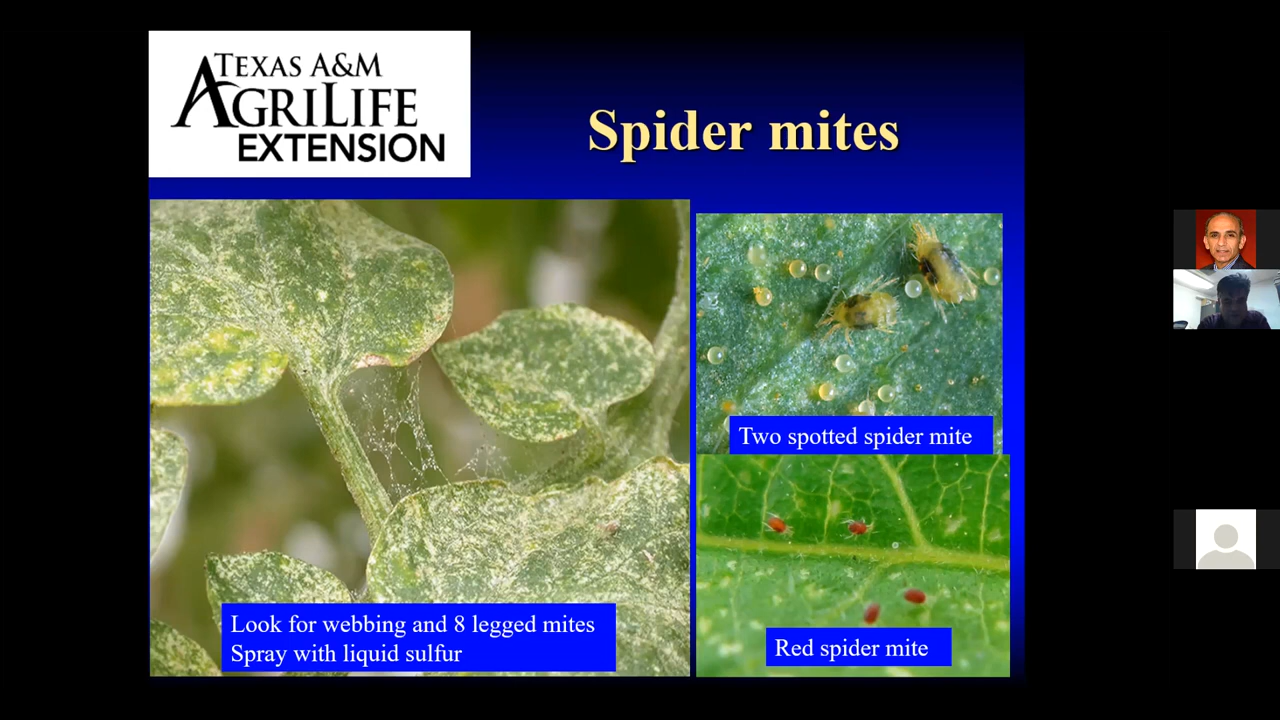 TEXAS A&M
AGRILIFE
EXTENSION
Spider mites
Two spotted spider mite
Look for webbing and 8 legged mites
Spray with liquid sulfur
Red spider mite